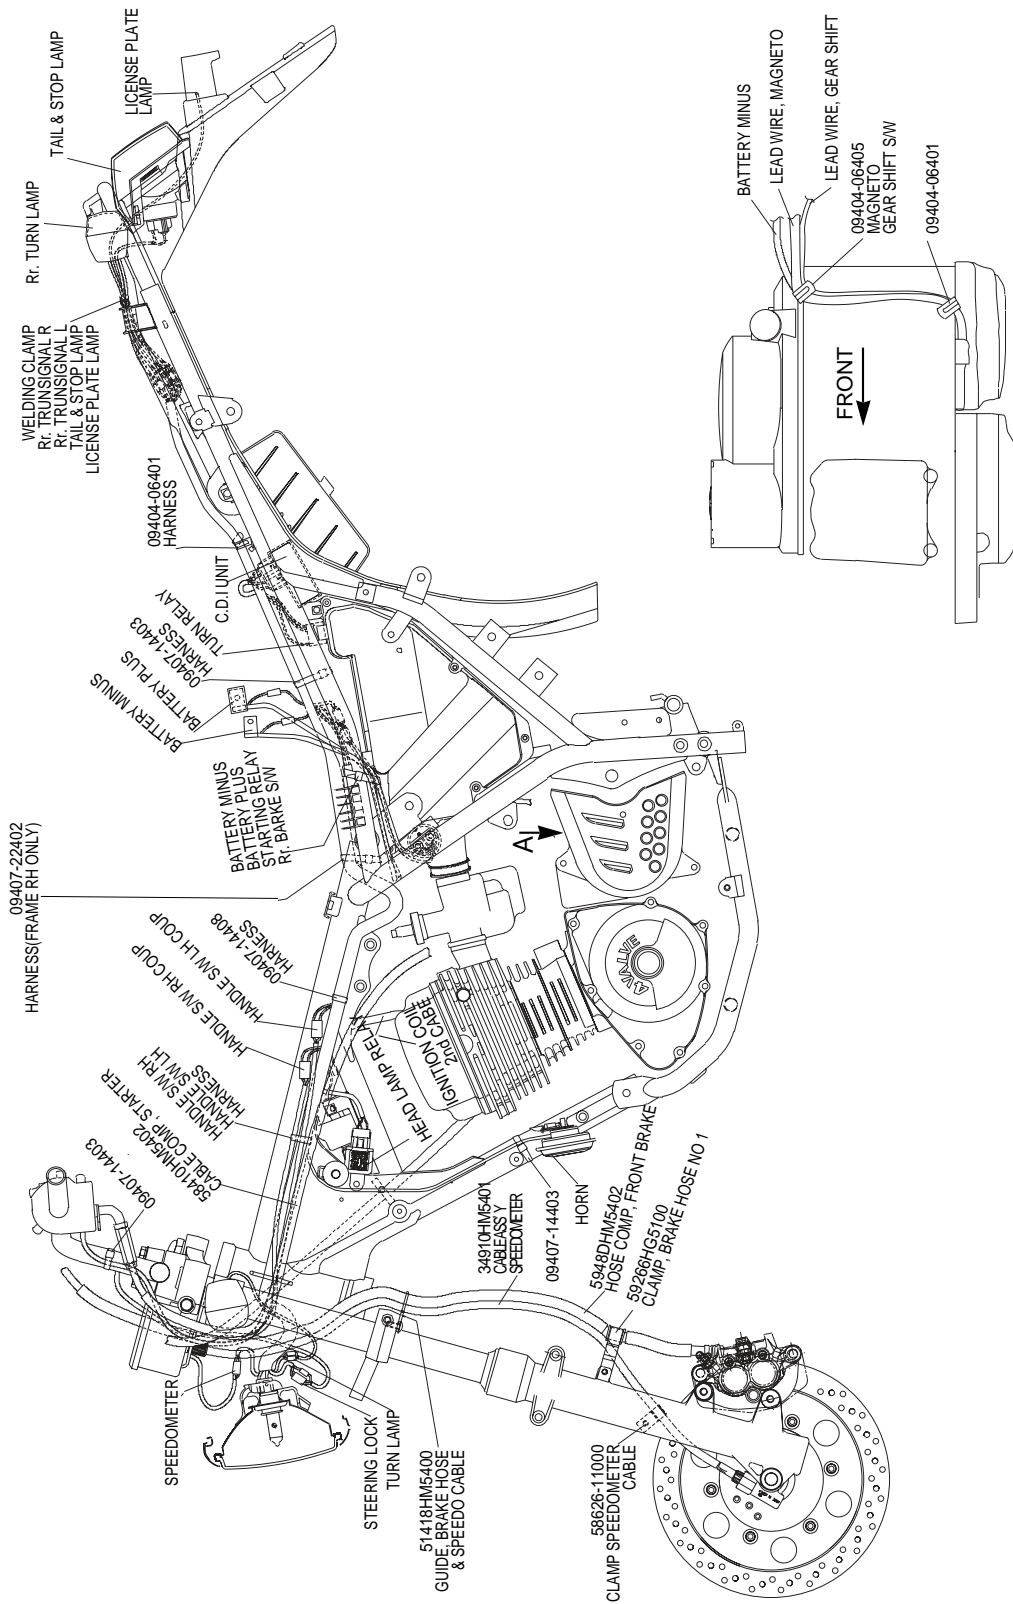 TAIL & STOP LAMP
LICENSE PLATE
LAMP
Rr. TURN LAMP
WELDING CLAMP
Rr. TRUNSIGNAL R
Rr. TRUNSIGNAL L
TAIL & STOP LAMP
LICENSE PLATE LAMP
09404-06401
HARNESS
C.D.I UNIT
TURN RELAY
09407-14403
HARNESS
BATTERY PLUS
BATTERY MINUS
BATTERY MINUS
BATTERY PLUS
STARTING RELAY
Rr. BARKE S/W
09407-22402
HARNESS(FRAME RH ONLY)
09407-14408
HARNESS
HANDLE S/W LH COUP
HANDLE S/W RH COUP
HANDLE S/W RH
HANDLE S/W LH
HARNESS
58410HM5402
CABLE COMP, STARTER
09407-14403
SPEEDOMETER
STEERING LOCK
TURN LAMP
51418HM5400
GUIDE, BRAKE HOSE
& SPEEDO CABLE
58626-11000
CLAMP SPEEDOMETER
CABLE
59266HG5100
CLAMP, BRAKE HOSE NO 1
5948DHM5402
HOSE COMP, FRONT BRAKE
HORN
09407-14403
34910HM5401
CABLEASS'Y
SPEEDOMETER
HEAD LAMP RELA
IGNITION COIL
2nd CABE
4VALVE
A
BATTERY MINUS
LEAD WIRE, MAGNETO
LEAD WIRE, GEAR SHIFT
09404-06405
MAGNETO
GEAR SHIFT S/W
09404-06401
FRONT